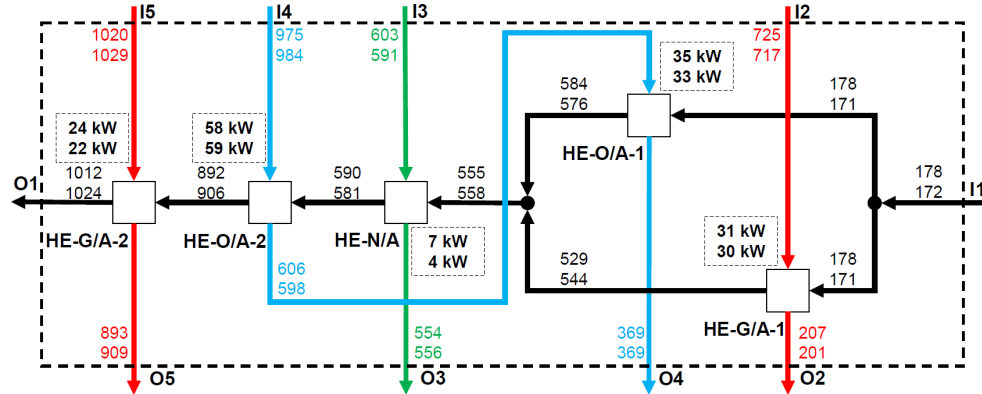 I5
I4
I3
I2
1020
1029
975
984
603
591
725
717
35 kW
33 kW
584
576
178
171
24 kW
22 kW
58 kW
59 kW
HE-O/A-1
O1
1012
1024
892
906
590
581
555
558
178
172
I1
HE-G/A-2
HE-O/A-2
HE-N/A
7 kW
4 kW
31 kW
30 kW
606
598
529
544
178
171
HE-G/A-1
893
909
554
556
369
369
207
201
O5
O3
O4
O2